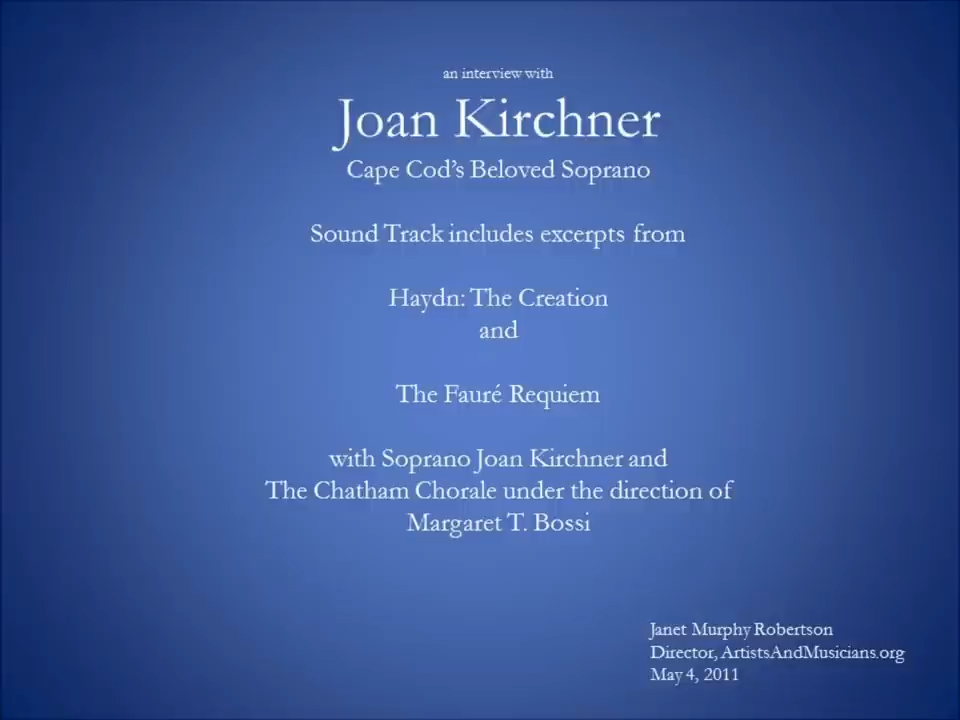 an interview with
Joan Kirchner
Cape Cod's Beloved Soprano
Sound Track includes excerpts from
Haydn: The Creation
and
The Fauré Requiem
with Soprano Joan Kirchner and
The Chatham Chorale under the direction of
Margaret T. Bossi
Janet Murphy Robertson
Director, ArtistsAndMusicians.org
May 4, 2011